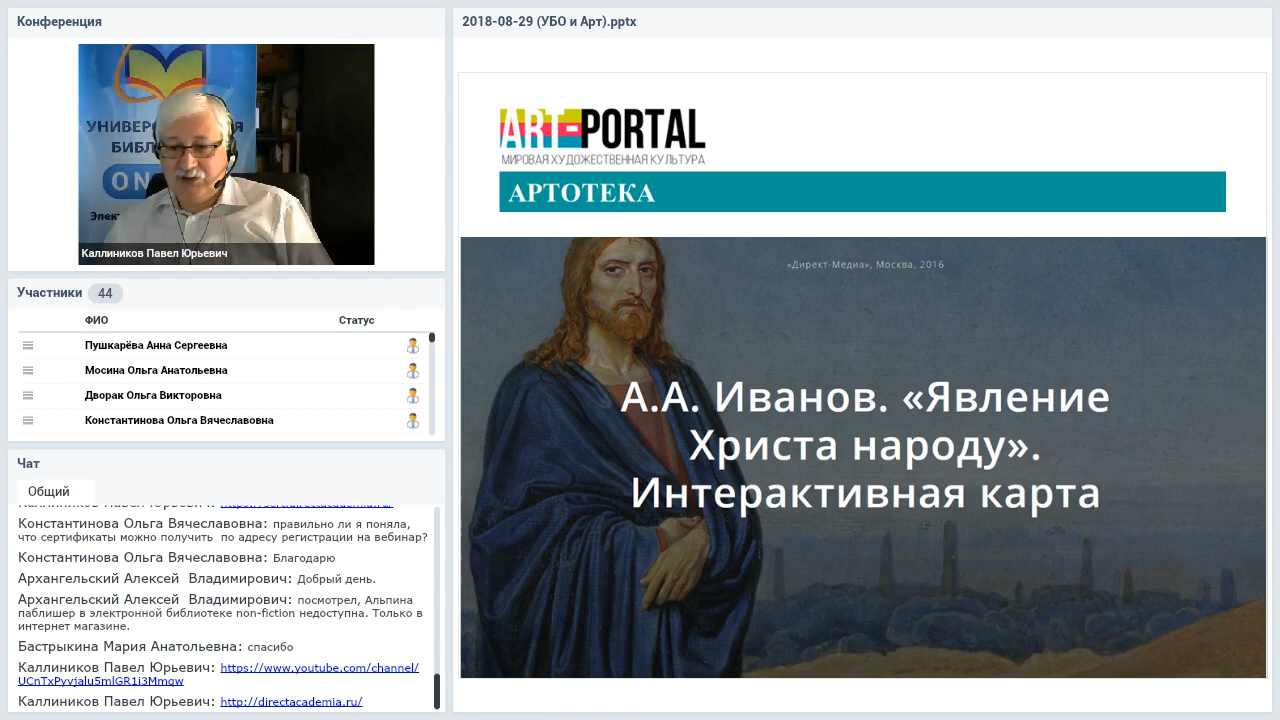 Конференция
Каллиников Павел Юрьевич
Участники 44
ФИО Статус
Пушкарёва Анна Сергеевна
Мосина Ольга Анатольевна
Дворак Ольга Викторовна
Константинова Ольга Вячеславовна
Чат
Общий
Константинова Ольга Вячеславовна: правильно ли я поняла,
что сертификаты можно получить по адресу регистрации на вебинар?
Константинова Ольга Вячеславовна: Благодарю
Архангельский Алексей Владимирович: Добрый день.
Архангельский Алексей Владимирович: посмотрел, Альпина
паблишер в электронной библиотеке non-fiction недоступна. Только в
интернет магазине.
Бастрыкина Мария Анатольевна: спасибо
Каллиников Павел Юрьевич: https://www.youtube.com/channel/
Каллиников Павел Юрьевич: http://directacademia.ru/
2018-08-29 (УБО и Арт).pptx
ART-PORTAL
МИРОВАЯ ХУДОЖЕСТВЕННАЯ КУЛЬТУРА
АРТОТЕКА
«Директ-Медиа», Москва, 2016
А.А. Иванов. «Явление
Христа народу».
Интерактивная карта